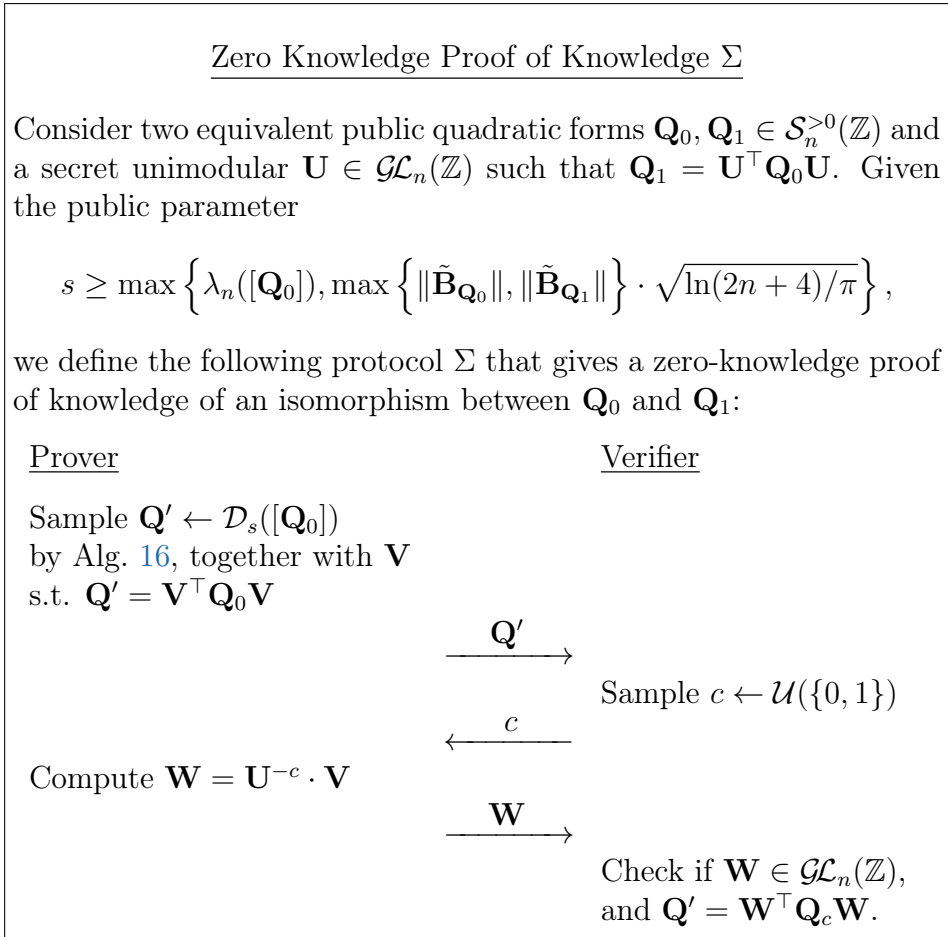 Zero Knowledge Proof of Knowledge Σ
Consider two equivalent public quadratic forms Q₀, Q₁ ∈ 𝒮ₙ^{>0}(ℤ) and
a secret unimodular U ∈ 𝒢ℒₙ(ℤ) such that Q₁ = U^⊤Q₀U. Given
the public parameter
s ≥ max { λₙ([Q₀]), max { ‖B̃_{Q₀}‖, ‖B̃_{Q₁}‖ } · √(ln(2n + 4)/π) },
we define the following protocol Σ that gives a zero-knowledge proof
of knowledge of an isomorphism between Q₀ and Q₁:
Prover Verifier
Sample Q′ ← 𝒟ₛ([Q₀])
by Alg. 16, together with V
s.t. Q′ = V^⊤Q₀V
Q′
Sample c ← 𝒰({0, 1})
c
Compute W = U^{−c} · V
W
Check if W ∈ 𝒢ℒₙ(ℤ),
and Q′ = W^⊤Q_cW.